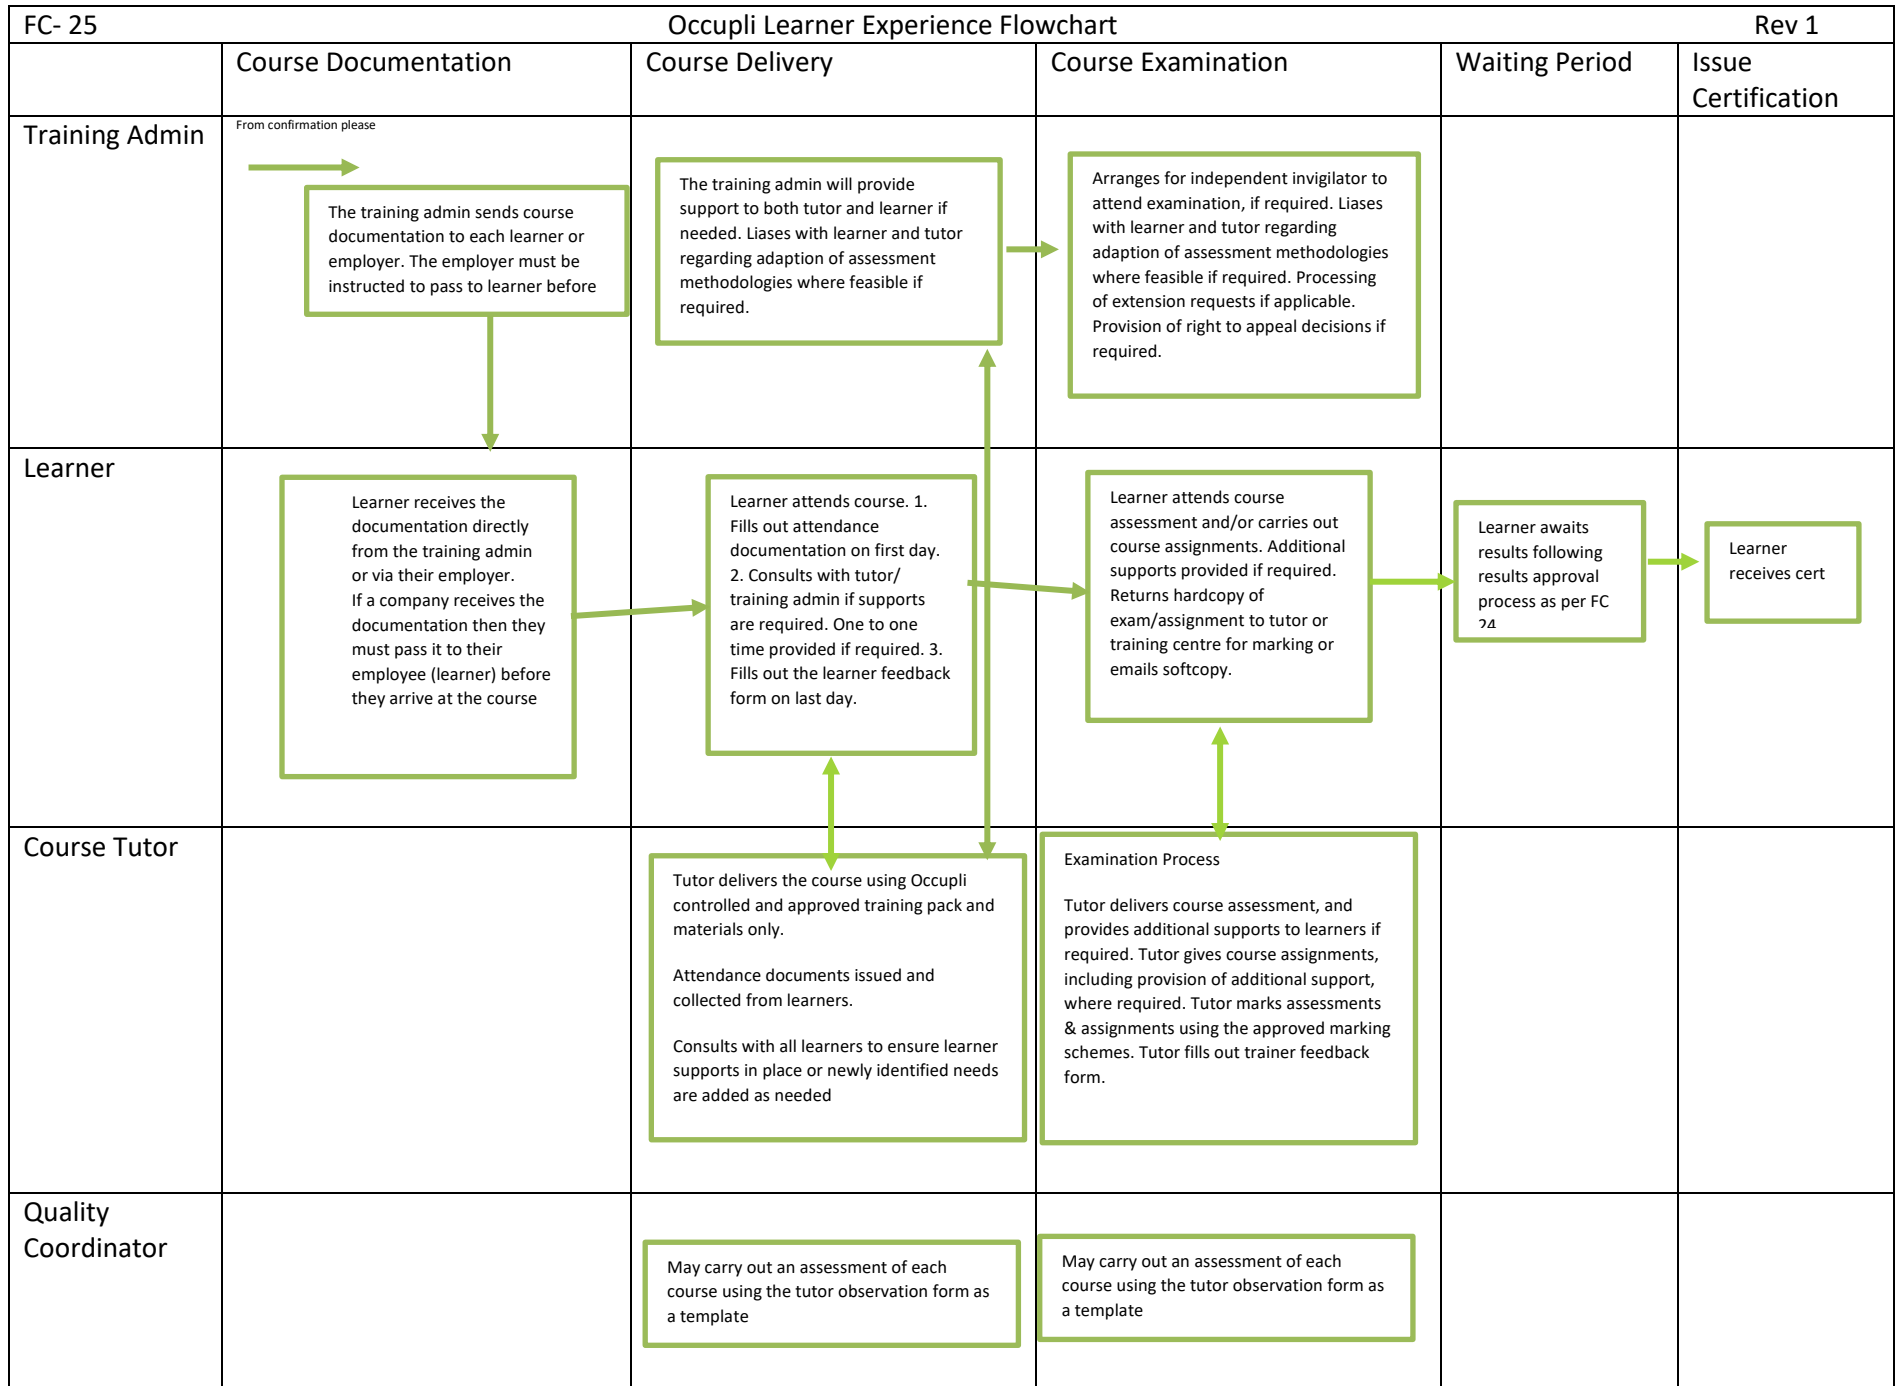 FC- 25
Occupli Learner Experience Flowchart
Rev 1
Course Documentation
Course Delivery
Course Examination
Waiting Period
Issue
Certification
Training Admin
From confirmation please
The training admin sends course
documentation to each learner or
employer. The employer must be
instructed to pass to learner before
The training admin will provide
support to both tutor and learner if
needed. Liases with learner and tutor
regarding adaption of assessment
methodologies where feasible if
required.
Arranges for independent invigilator to
attend examination, if required. Liases
with learner and tutor regarding
adaption of assessment methodologies
where feasible if required. Processing
of extension requests if applicable.
Provision of right to appeal decisions if
required.
Learner
Learner receives the
documentation directly
from the training admin
or via their employer.
If a company receives the
documentation then they
must pass it to their
employee (learner) before
they arrive at the course
Learner attends course. 1.
Fills out attendance
documentation on first day.
2. Consults with tutor/
training admin if supports
are required. One to one
time provided if required. 3.
Fills out the learner feedback
form on last day.
Learner attends course
assessment and/or carries out
course assignments. Additional
supports provided if required.
Returns hardcopy of
exam/assignment to tutor or
training centre for marking or
emails softcopy.
Learner awaits
results following
results approval
process as per FC
24
Learner
receives cert
Course Tutor
Tutor delivers the course using Occupli
controlled and approved training pack and
materials only.
Attendance documents issued and
collected from learners.
Consults with all learners to ensure learner
supports in place or newly identified needs
are added as needed
Examination Process
Tutor delivers course assessment, and
provides additional supports to learners if
required. Tutor gives course assignments,
including provision of additional support,
where required. Tutor marks assessments
& assignments using the approved marking
schemes. Tutor fills out trainer feedback
form.
Quality
Coordinator
May carry out an assessment of each
course using the tutor observation form as
a template
May carry out an assessment of each
course using the tutor observation form as
a template